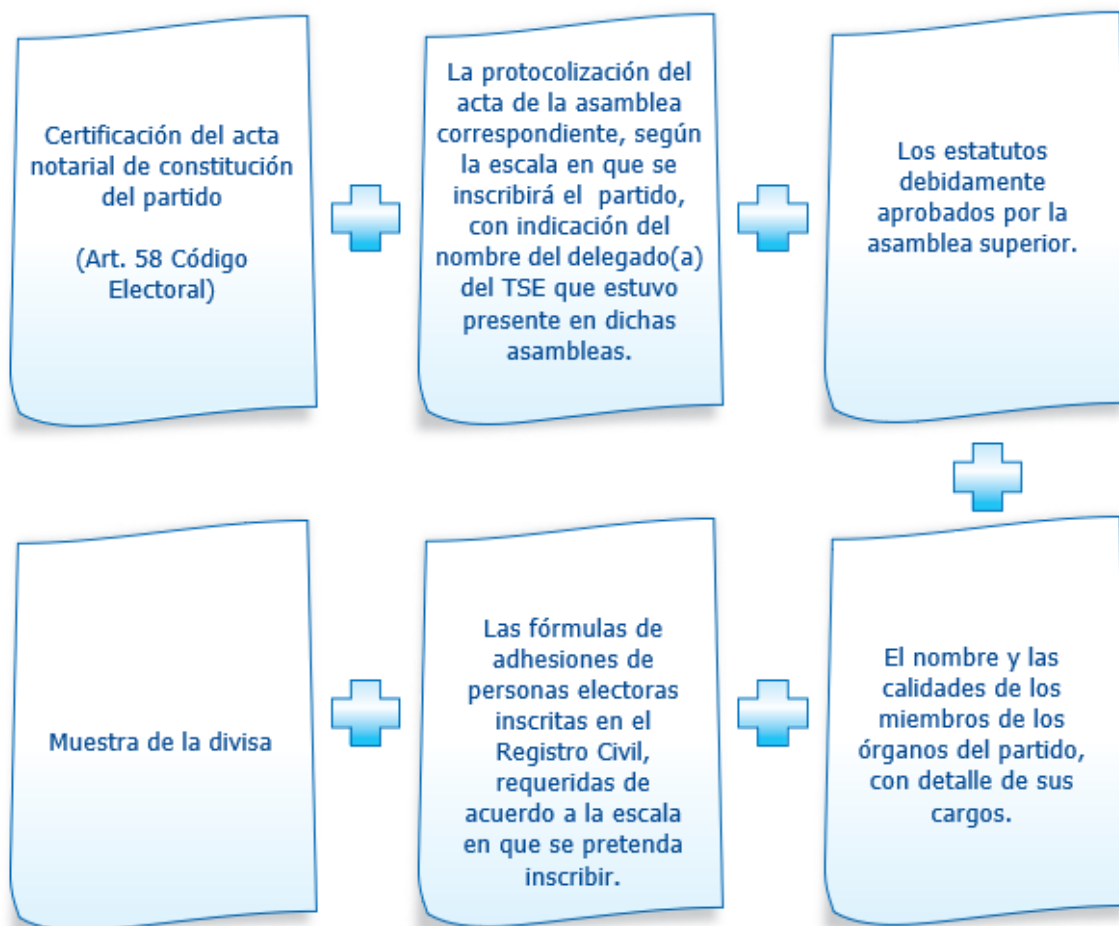 Certificación del acta
notarial de constitución
del partido
(Art. 58 Código
Electoral)
La protocolización del
acta de la asamblea
correspondiente, según
la escala en que se
inscribirá el partido,
con indicación del
nombre del delegado(a)
del TSE que estuvo
presente en dichas
asambleas.
Los estatutos
debidamente
aprobados por la
asamblea superior.
El nombre y las
calidades de los
miembros de los
órganos del partido,
con detalle de sus
cargos.
Las fórmulas de
adhesiones de
personas electoras
inscritas en el
Registro Civil,
requeridas de
acuerdo a la escala
en que se pretenda
inscribir.
Muestra de la divisa